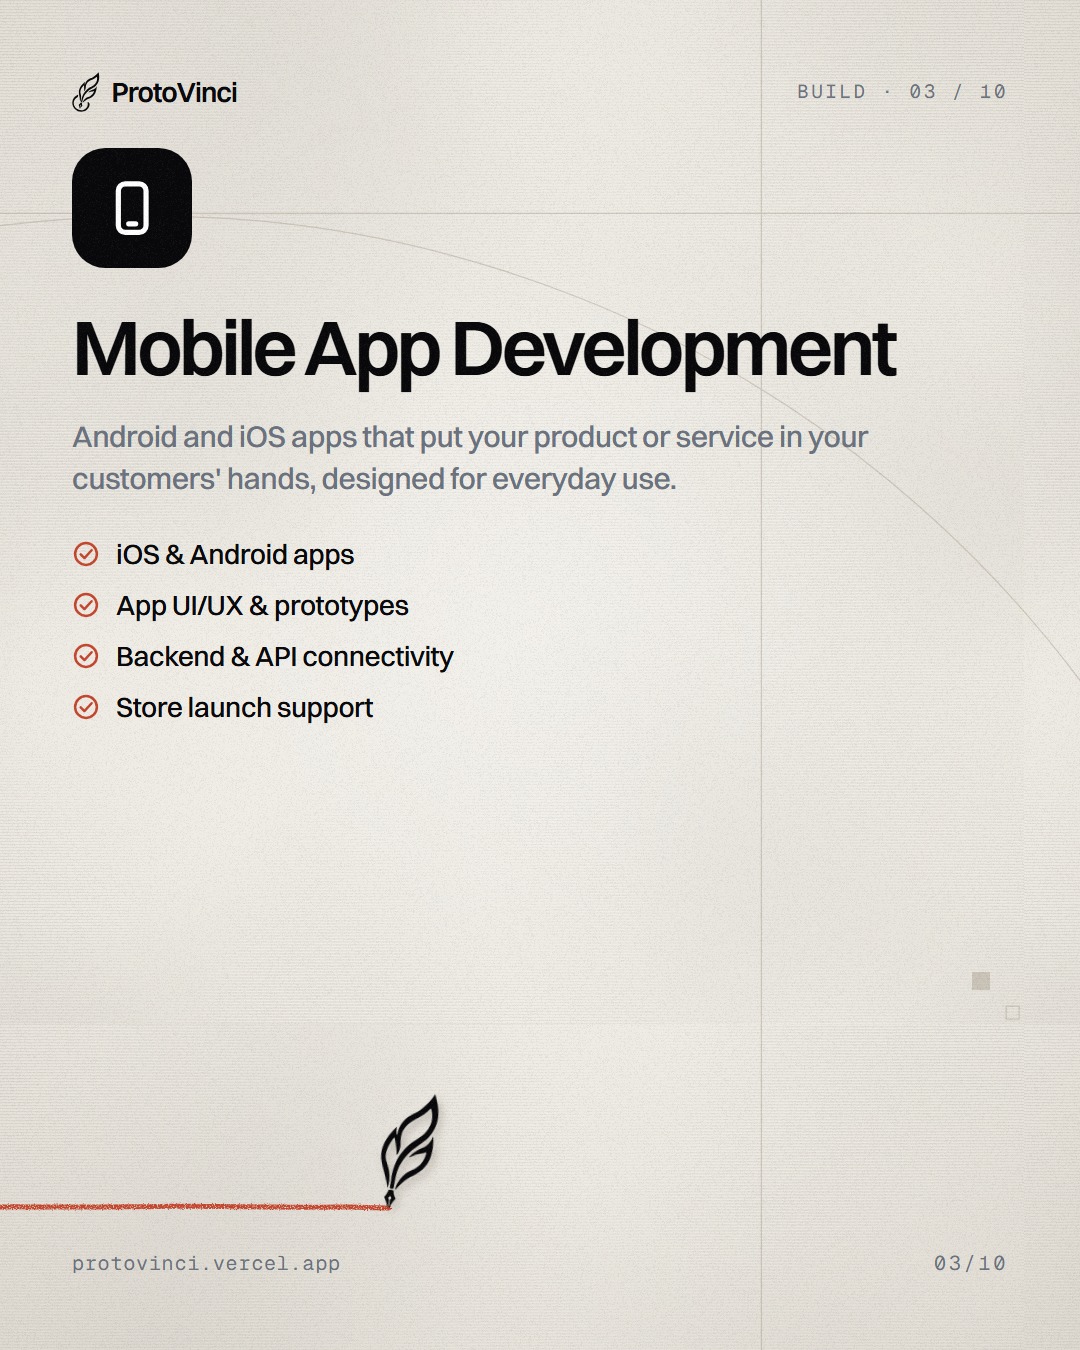 ProtoVinci
BUILD · 03 / 10
Mobile App Development
Android and iOS apps that put your product or service in your
customers' hands, designed for everyday use.
iOS & Android apps
App UI/UX & prototypes
Backend & API connectivity
Store launch support
protovinci.vercel.app
03/10